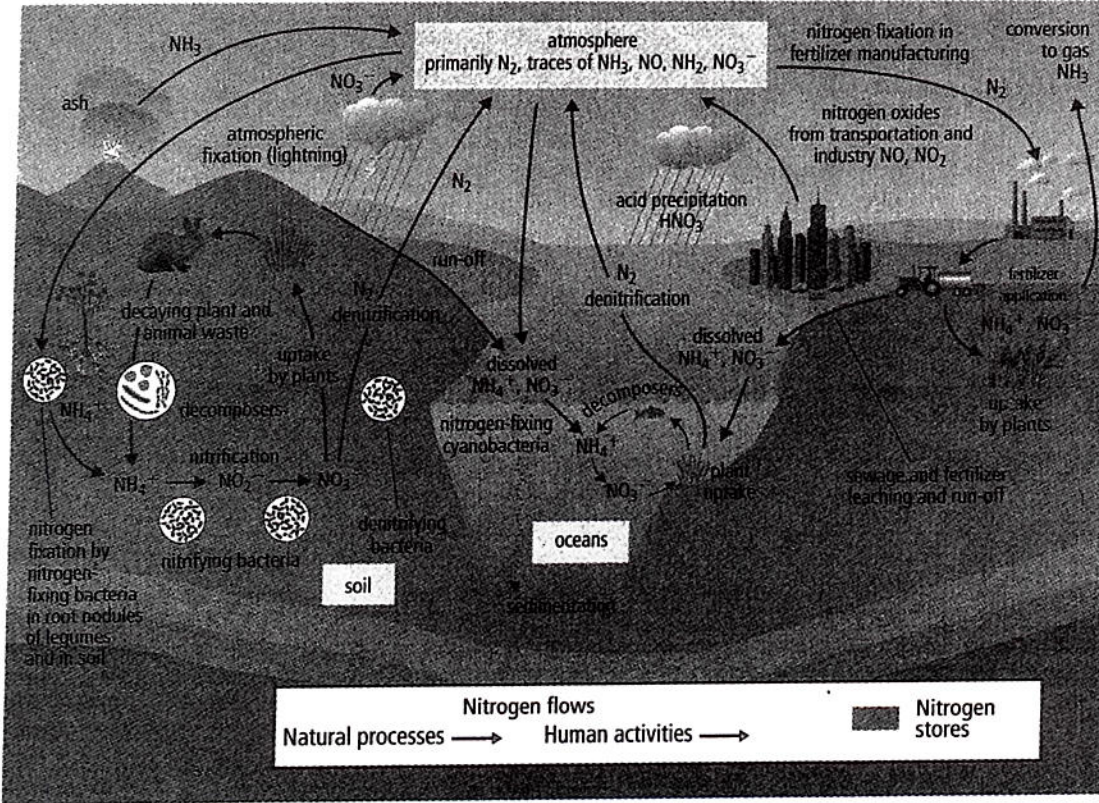 NH₃
ash
NO₃⁻
atmosphere
primarily N₂, traces of NH₃, NO, NH₂, NO₃⁻
nitrogen fixation in
fertilizer manufacturing
conversion
to gas
NH₃
N₂
atmospheric
fixation (lightning)
N₂
acid precipitation
HNO₃
nitrogen oxides
from transportation and
industry NO, NO₂
run-off
N₂
denitrification
N₂
denitrification
fertilizer
application
NH₄⁺ NO₃
decaying plant and
animal waste
uptake
by plants
dissolved
NH₄⁺, NO₃⁻
dissolved
NH₄⁺, NO₃⁻
up take
by plants
NH₄⁺
decomposers
nitrogen-fixing
cyanobacteria
decomposers
NH₄⁺
NO₃⁻
plant
uptake
sewage and fertilizer
leaching and run-off
nitrification
NH₄⁺
NO₂⁻
NO₃
nitrifying bacteria
denitrifying
bacteria
nitrogen
fixation by
nitrogen-
fixing bacteria
in root nodules
of legumes
and in soil
soil
oceans
sedimentation
Nitrogen flows
Natural processes
Human activities
Nitrogen
stores